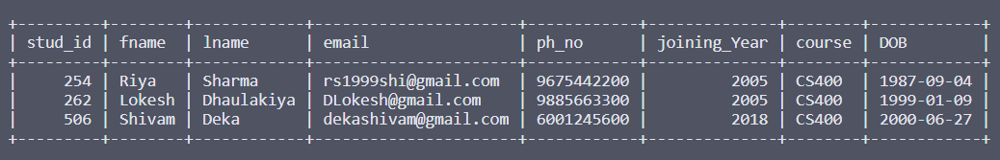 +---------+--------+------------+--------------------+------------+--------------+--------+------------+
| stud_id | fname | lname | email | ph_no | joining_Year | course | DOB |
+---------+--------+------------+--------------------+------------+--------------+--------+------------+
| 254 | Riya | Sharma | rs1999shi@gmail.com | 9675442200 | 2005 | CS400 | 1987-09-04 |
| 262 | Lokesh | Dhaulakiya | DLokesh@gmail.com | 9885663300 | 2005 | CS400 | 1999-01-09 |
| 506 | Shivam | Deka | dekashivam@gmail.com | 6001245600 | 2018 | CS400 | 2000-06-27 |
+---------+--------+------------+--------------------+------------+--------------+--------+------------+